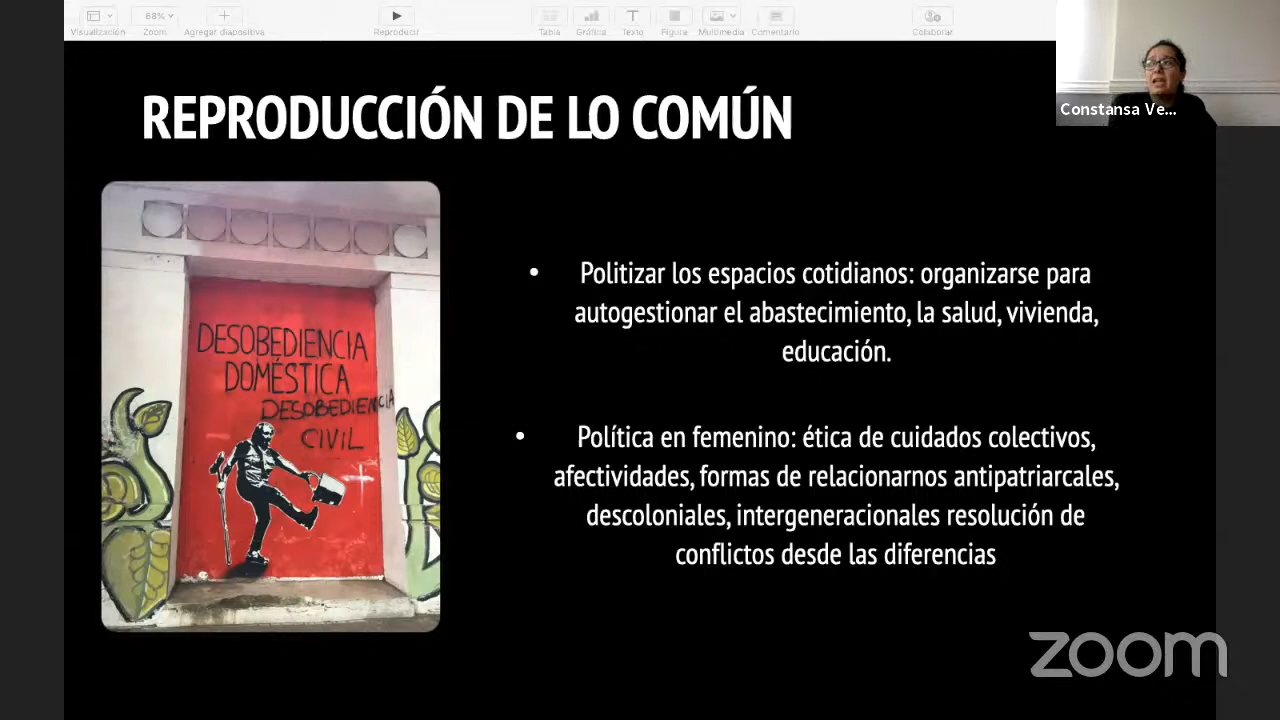 Visualización
Zoom
Agregar diapositiva
Reproducir
Tabla
Gráfica
Texto
Figura
Multimedia
Comentario
Colaborar
68%
Constansa Ve...
REPRODUCCIÓN DE LO COMÚN
DESOBEDIENCIA
DOMÉSTICA
DESOBEDIENCIA
CIVIL
• Politizar los espacios cotidianos: organizarse para
autogestionar el abastecimiento, la salud, vivienda,
educación.
• Política en femenino: ética de cuidados colectivos,
afectividades, formas de relacionarnos antipatriarcales,
descoloniales, intergeneracionales resolución de
conflictos desde las diferencias
zoom